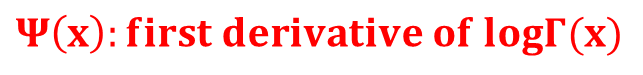 Ψ(x): first derivative of logΓ(x)